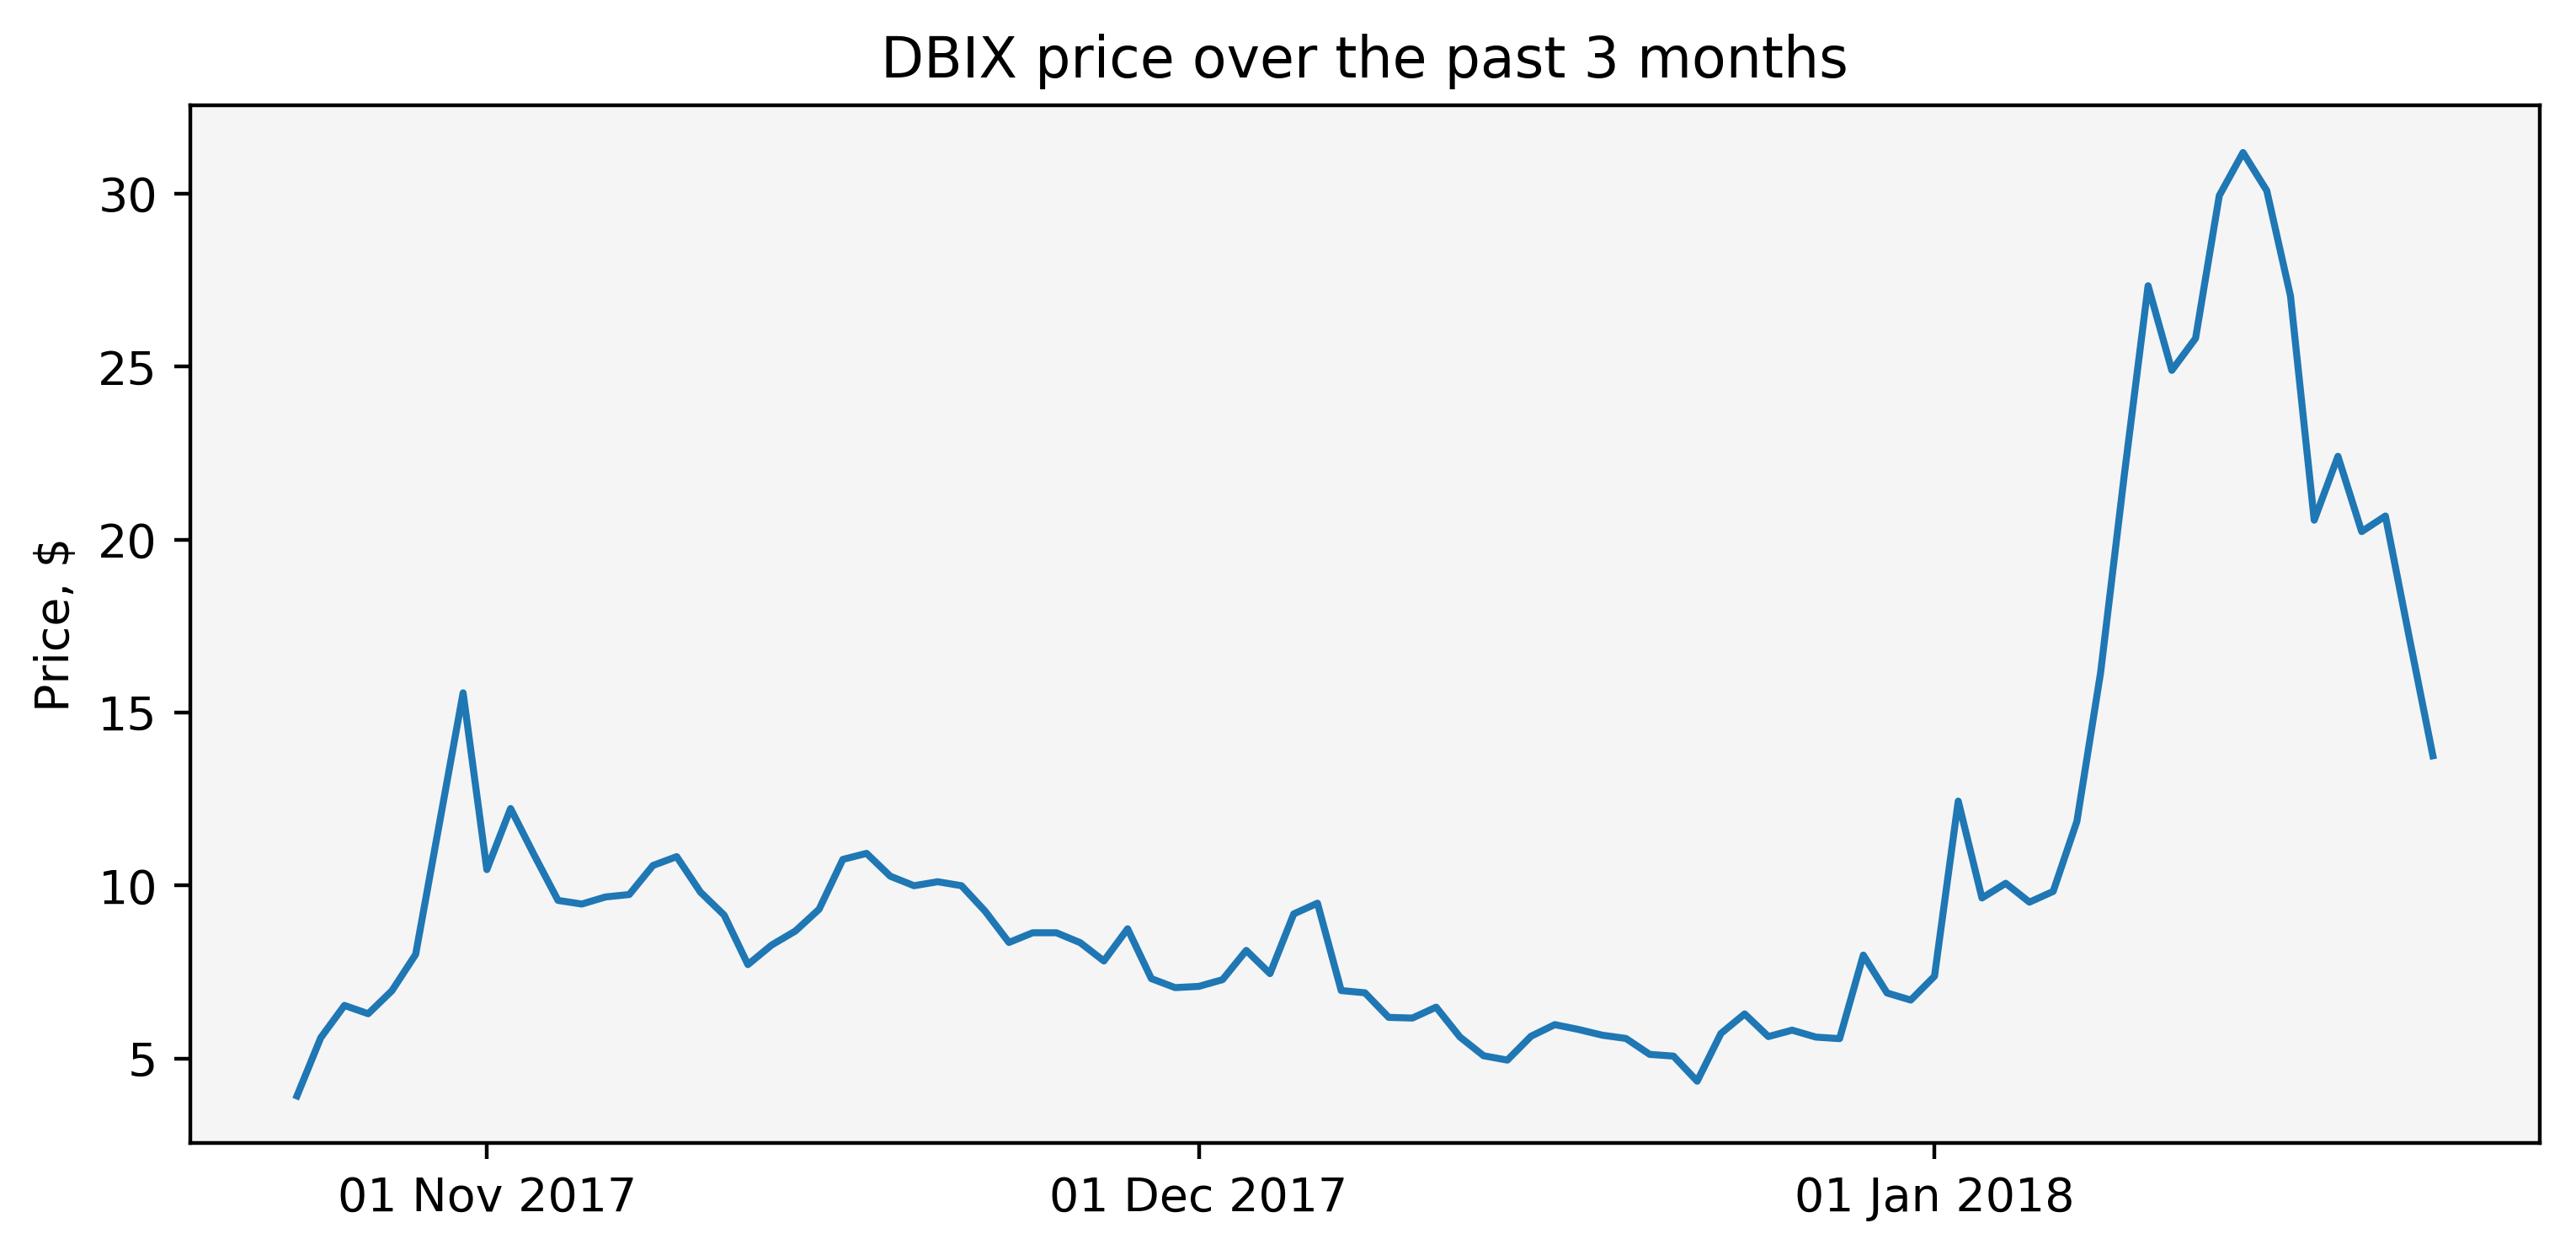 DBIX price over the past 3 months
Price, $
30
25
20
15
10
5
01 Nov 2017
01 Dec 2017
01 Jan 2018